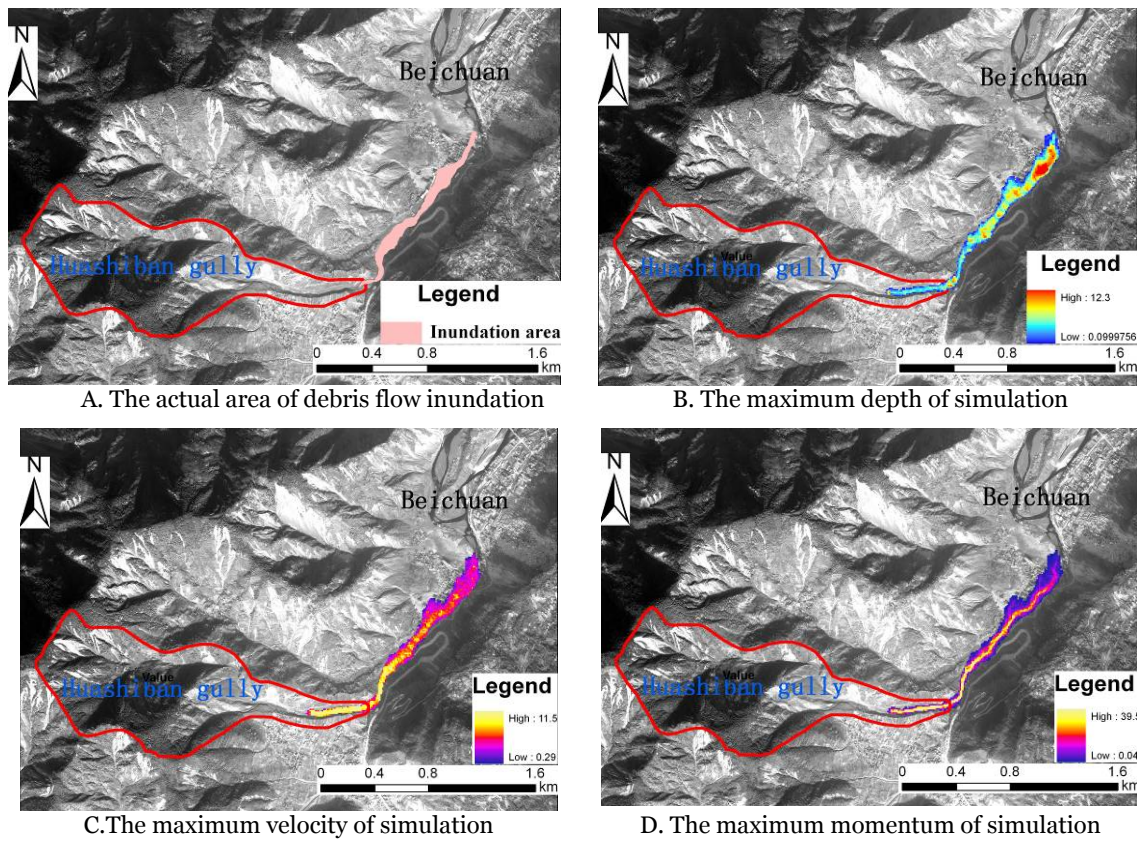 N
Beichuan
Huashiban gully
Legend
Inundation area
0 0.4 0.8 1.6
km
A. The actual area of debris flow inundation
N
Beichuan
Value
Huashiban gully
Legend
High : 12.3
Low : 0.0999756
0 0.4 0.8 1.6
km
B. The maximum depth of simulation
N
Beichuan
Value
Huashiban gully
Legend
High : 11.5
Low : 0.29
0 0.4 0.8 1.6
km
C.The maximum velocity of simulation
N
Beichuan
Value
Huashiban gully
Legend
High : 39.5
Low : 0.04
0 0.4 0.8 1.6
km
D. The maximum momentum of simulation